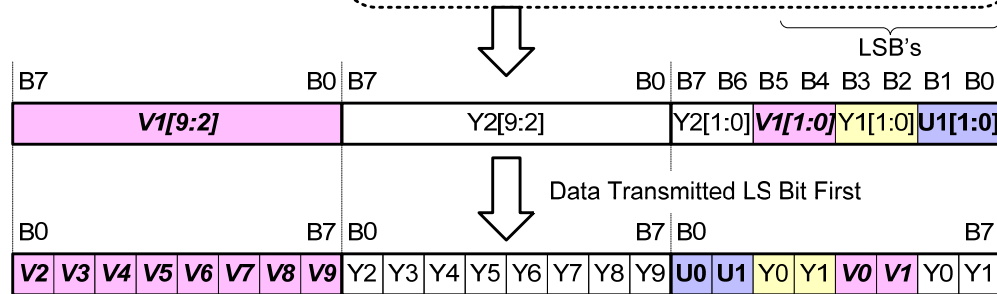 LSB's
B7 B0 B7 B0 B7 B6 B5 B4 B3 B2 B1 B0
V1[9:2] Y2[9:2] Y2[1:0] V1[1:0] Y1[1:0] U1[1:0]
Data Transmitted LS Bit First
B0 B7 B0 B7 B0 B7
V2 V3 V4 V5 V6 V7 V8 V9 Y2 Y3 Y4 Y5 Y6 Y7 Y8 Y9 U0 U1 Y0 Y1 V0 V1 Y0 Y1